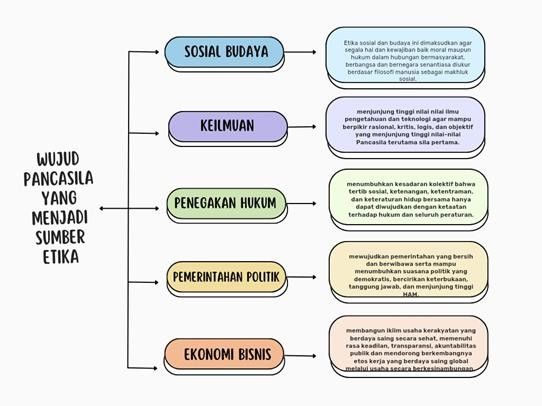 WUJUD
PANCASILA
YANG
MENJADI
SUMBER
ETIKA
SOSIAL BUDAYA
Etika sosial dan budaya ini dimaksudkan agar
segala hal dan kewajiban baik moral maupun
hukum dalam hubungan bermasyarakat,
berbangsa dan bernegara senantiasa diukur
berdasar filosofi manusia sebagai makhluk
sosial.
KEILMUAN
menjunjung tinggi nilai nilai ilmu
pengetahuan dan teknologi agar mampu
berpikir rasional, kritis, logis, dan objektif
yang menjunjung tinggi nilai-nilai
Pancasila terutama sila pertama.
PENEGAKAN HUKUM
menumbuhkan kesadaran kolektif bahwa
tertib sosial, ketenangan, ketentraman,
dan keteraturan hidup bersama hanya
dapat diwujudkan dengan ketaatan
terhadap hukum dan seluruh peraturan.
PEMERINTAHAN POLITIK
mewujudkan pemerintahan yang bersih
dan berwibawa serta mampu
menumbuhkan suasana politik yang
demokratis, bercirikan keterbukaan,
tanggung jawab, dan menjunjung tinggi
HAM.
EKONOMI BISNIS
membangun iklim usaha kerakyatan yang
berdaya saing secara sehat, memenuhi
rasa keadilan, transparansi, akuntabilitas
publik dan mendorong berkembangnya
etos kerja yang berdaya saing global
melalui usaha secara berkesinambungan.